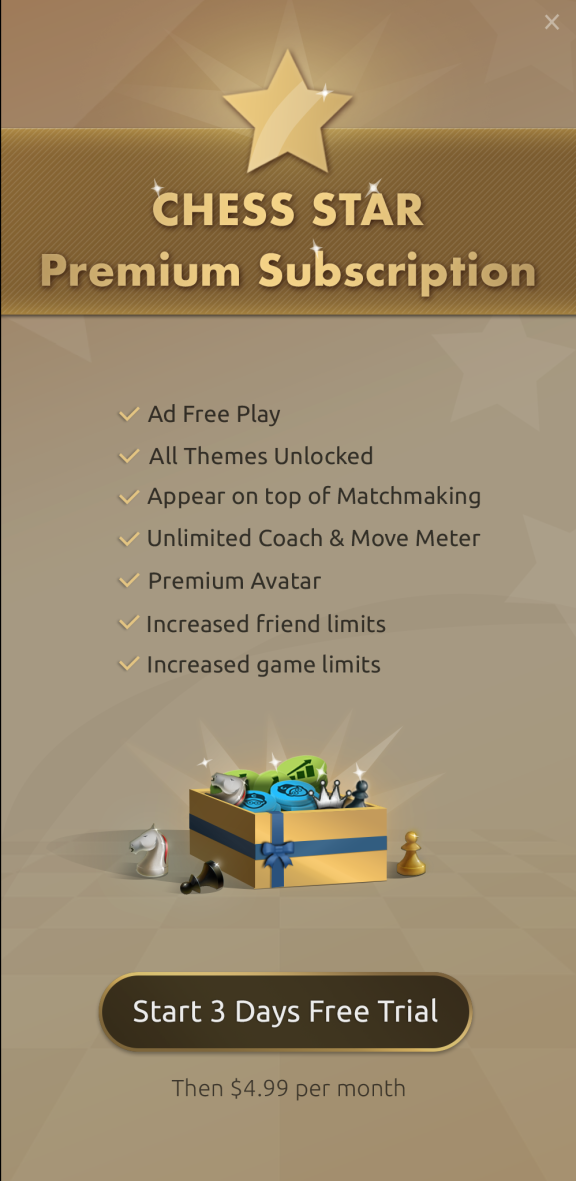 CHESS STAR
Premium Subscription
Ad Free Play
All Themes Unlocked
Appear on top of Matchmaking
Unlimited Coach & Move Meter
Premium Avatar
Increased friend limits
Increased game limits
Start 3 Days Free Trial
Then $4.99 per month